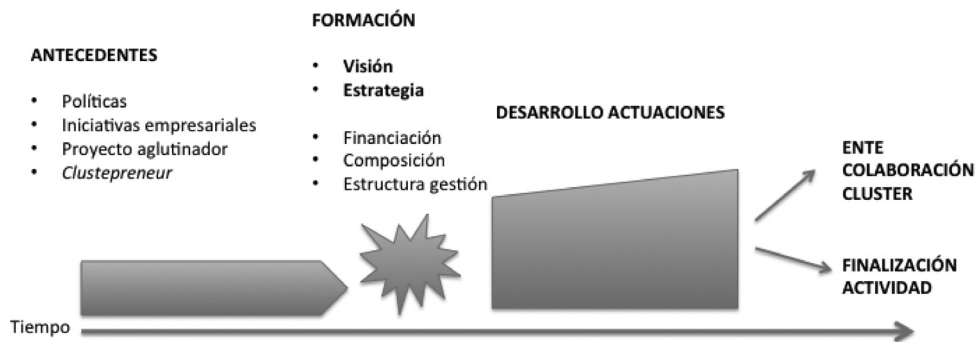 ANTECEDENTES
• Políticas
• Iniciativas empresariales
• Proyecto aglutinador
• Clustepreneur
FORMACIÓN
• Visión
• Estrategia
• Financiación
• Composición
• Estructura gestión
DESARROLLO ACTUACIONES
ENTE
COLABORACIÓN
CLUSTER
FINALIZACIÓN
ACTIVIDAD
Tiempo